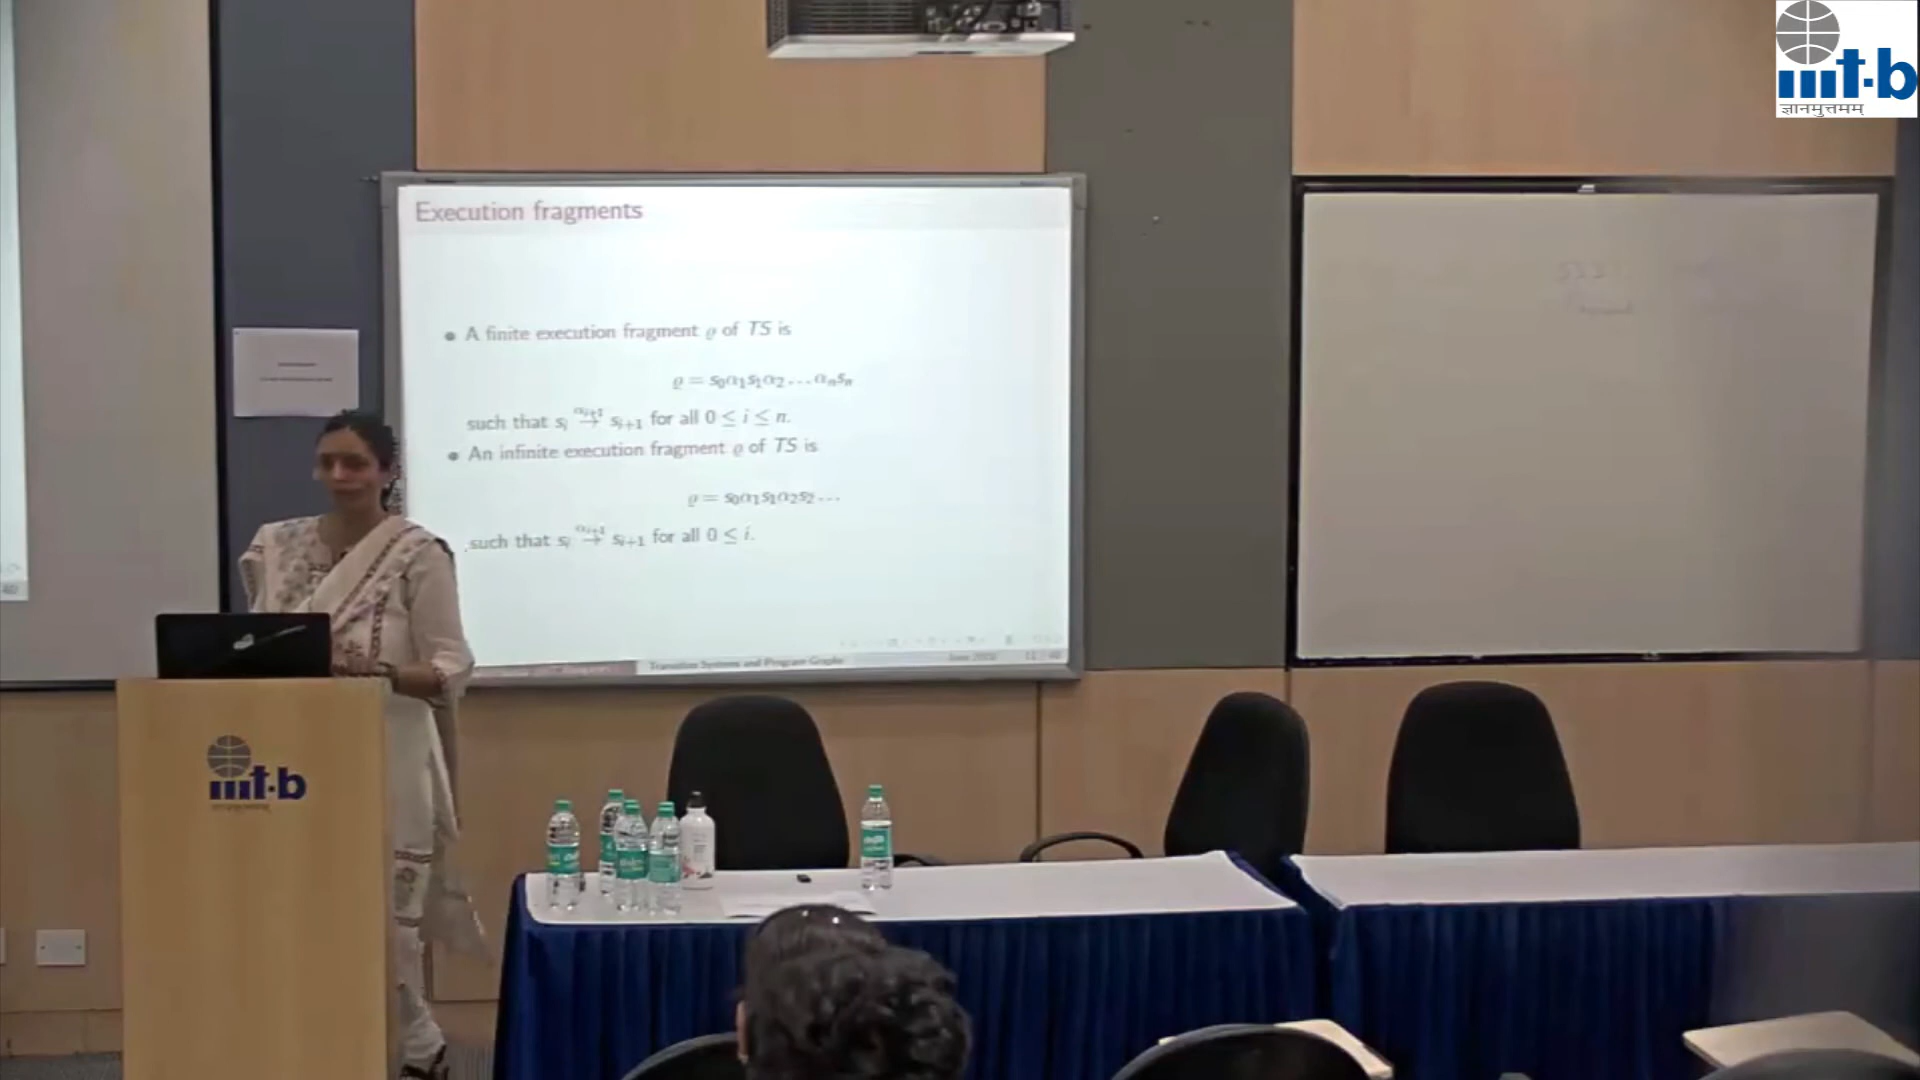 iiit-b
ज्ञानमुत्तमम्
Execution fragments
● A finite execution fragment ϱ of TS is
ϱ = s₀α₁s₁α₂…αₙsₙ
such that sᵢ →^{αᵢ₊₁} sᵢ₊₁ for all 0 ≤ i ≤ n.
● An infinite execution fragment ϱ of TS is
ϱ = s₀α₁s₁α₂s₂…
such that sᵢ →^{αᵢ₊₁} sᵢ₊₁ for all 0 ≤ i.
Transition Systems and Program Graphs
iiit-b